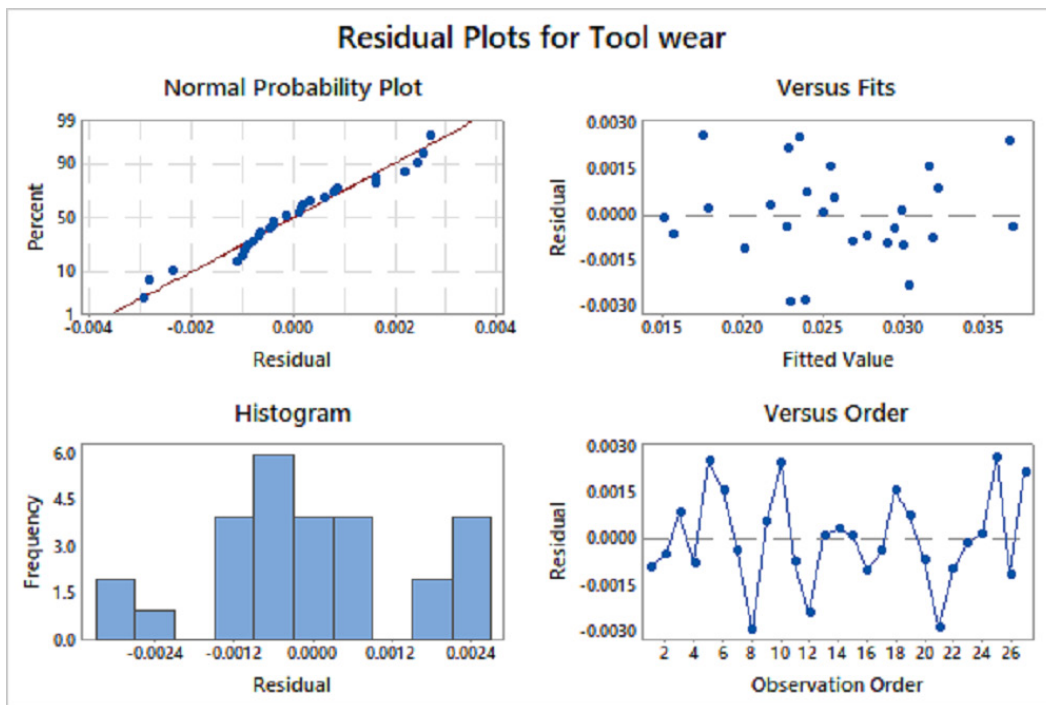 Residual Plots for Tool wear
Normal Probability Plot
99
90
50
10
1
Percent
-0.004
-0.002
0.000
0.002
0.004
Residual
Versus Fits
0.0030
0.0015
0.0000
-0.0015
-0.0030
Residual
0.015
0.020
0.025
0.030
0.035
Fitted Value
Histogram
6.0
4.5
3.0
1.5
0.0
Frequency
-0.0024
-0.0012
0.0000
0.0012
0.0024
Residual
Versus Order
0.0030
0.0015
0.0000
-0.0015
-0.0030
Residual
2 4 6 8 10 12 14 16 18 20 22 24 26
Observation Order